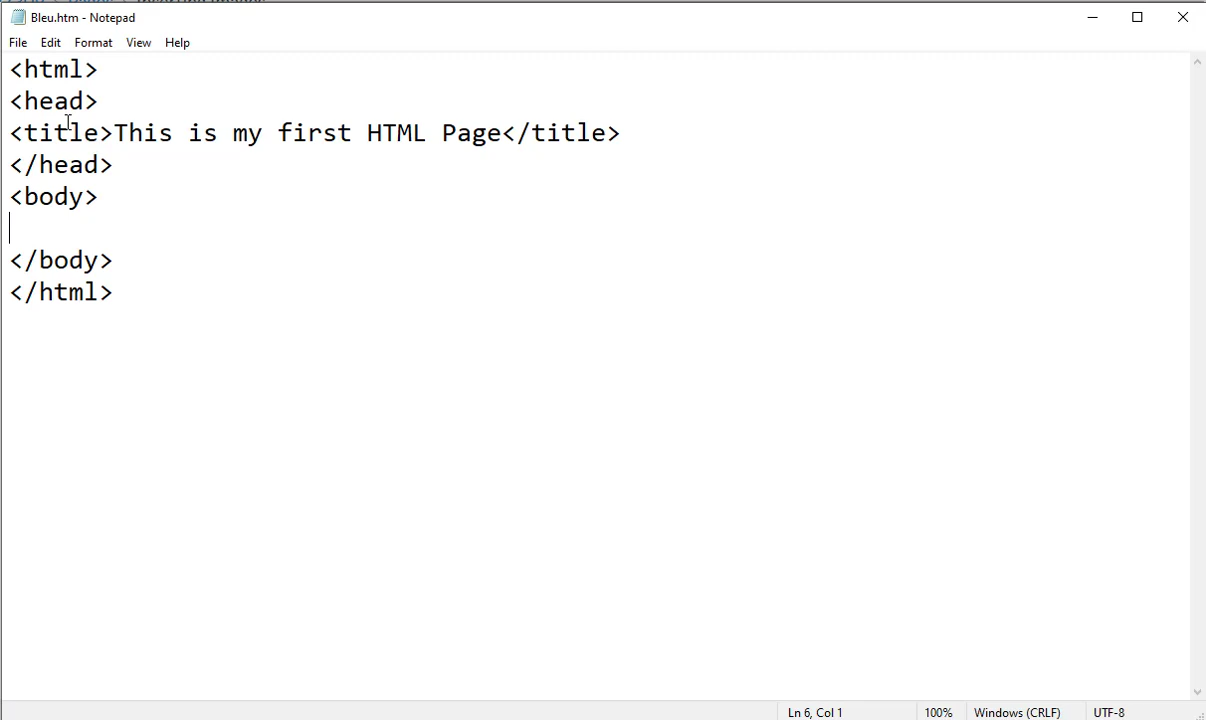 Bleu.htm - Notepad
File Edit Format View Help
<html>
<head>
<title>This is my first HTML Page</title>
</head>
<body>
</body>
</html>
Ln 6, Col 1 100% Windows (CRLF) UTF-8